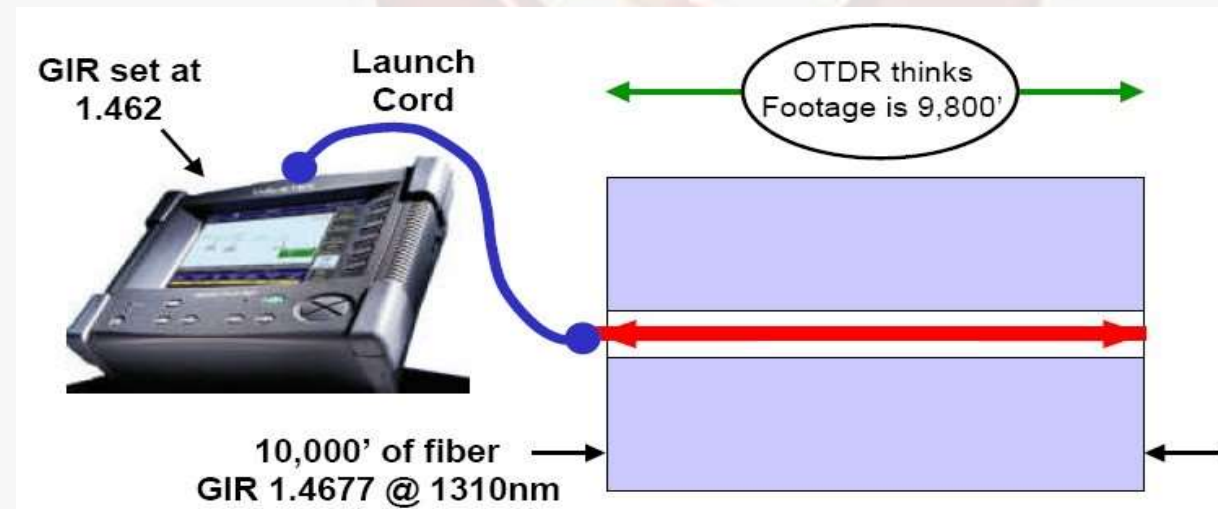 GIR set at
1.462
Launch
Cord
OTDR thinks
Footage is 9,800'
10,000’ of fiber
GIR 1.4677 @ 1310nm